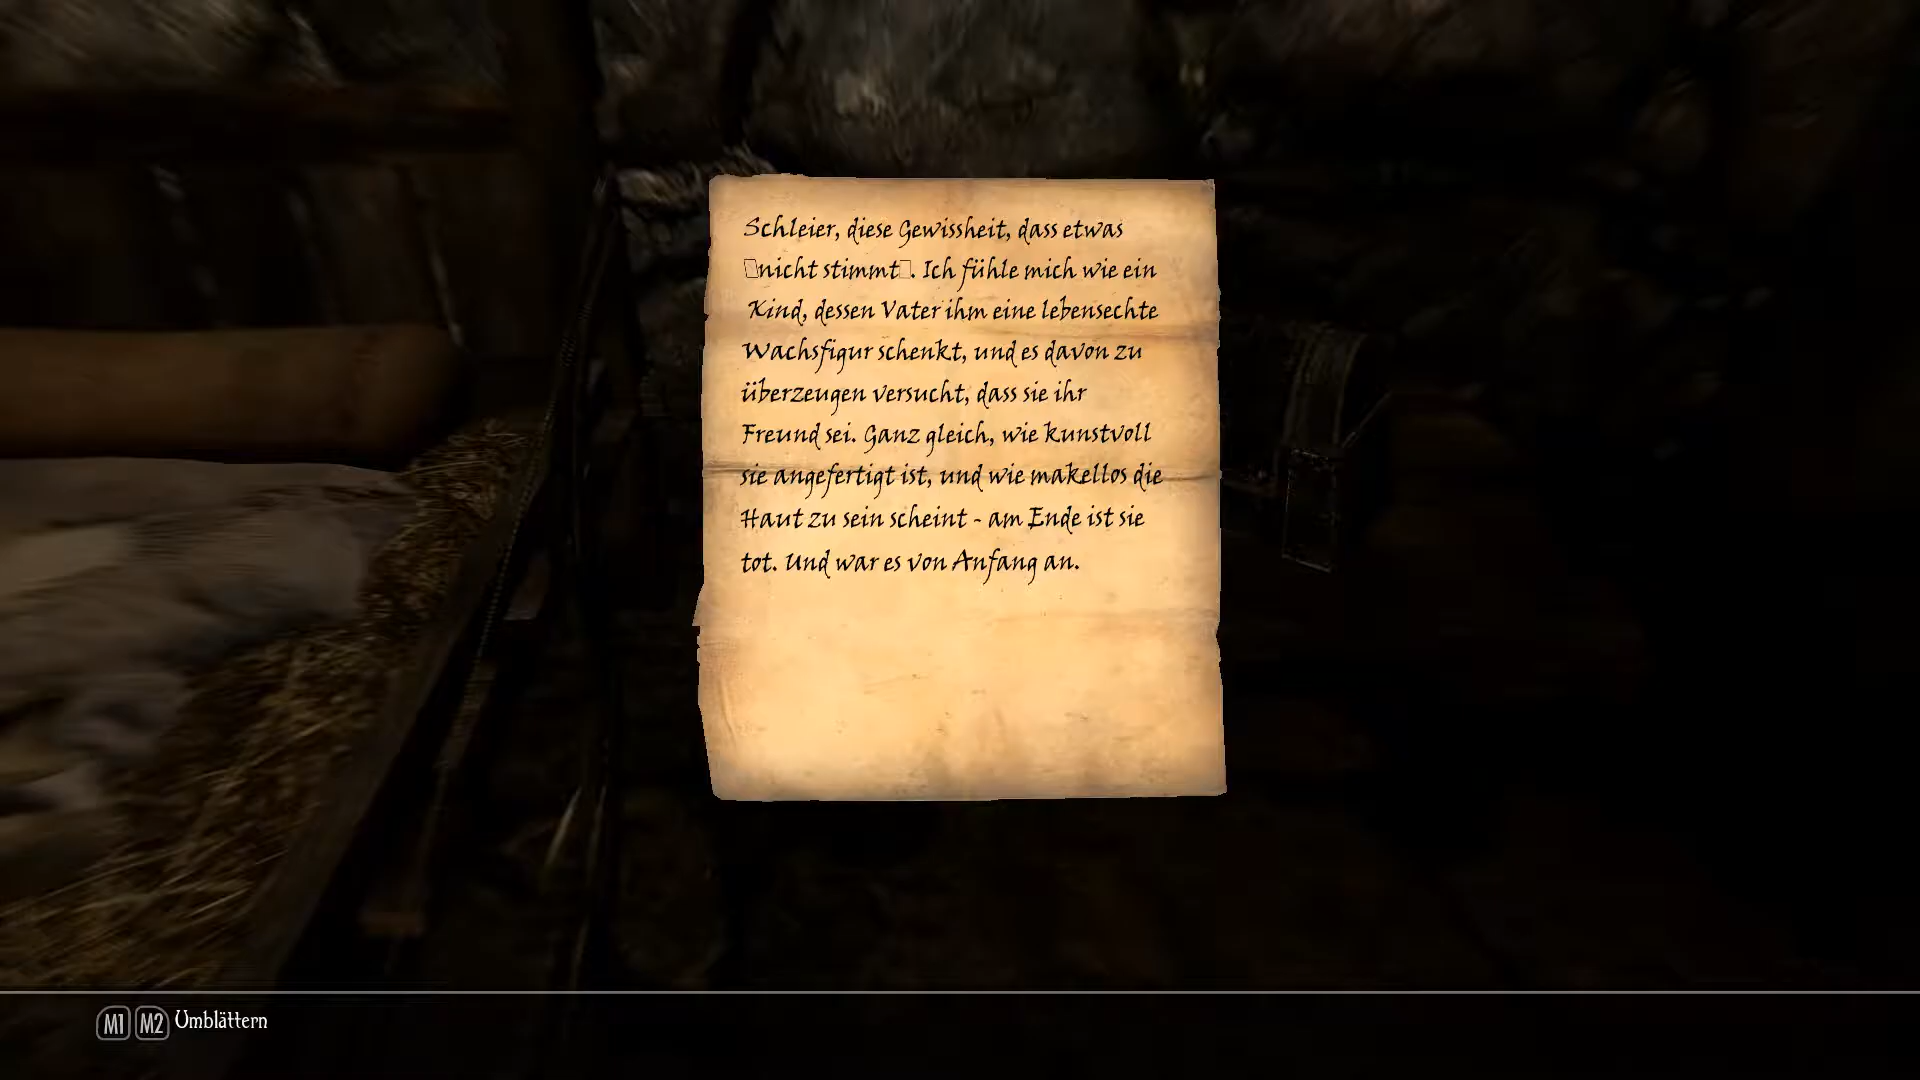 Schleier, diese Gewissheit, dass etwas
□nicht stimmt□. Ich fühle mich wie ein
Kind, dessen Vater ihm eine lebensechte
Wachsfigur schenkt, und es davon zu
überzeugen versucht, dass sie ihr
Freund sei. Ganz gleich, wie kunstvoll
sie angefertigt ist, und wie makellos die
Haut zu sein scheint - am Ende ist sie
tot. Und war es von Anfang an.
M1 M2 Umblättern